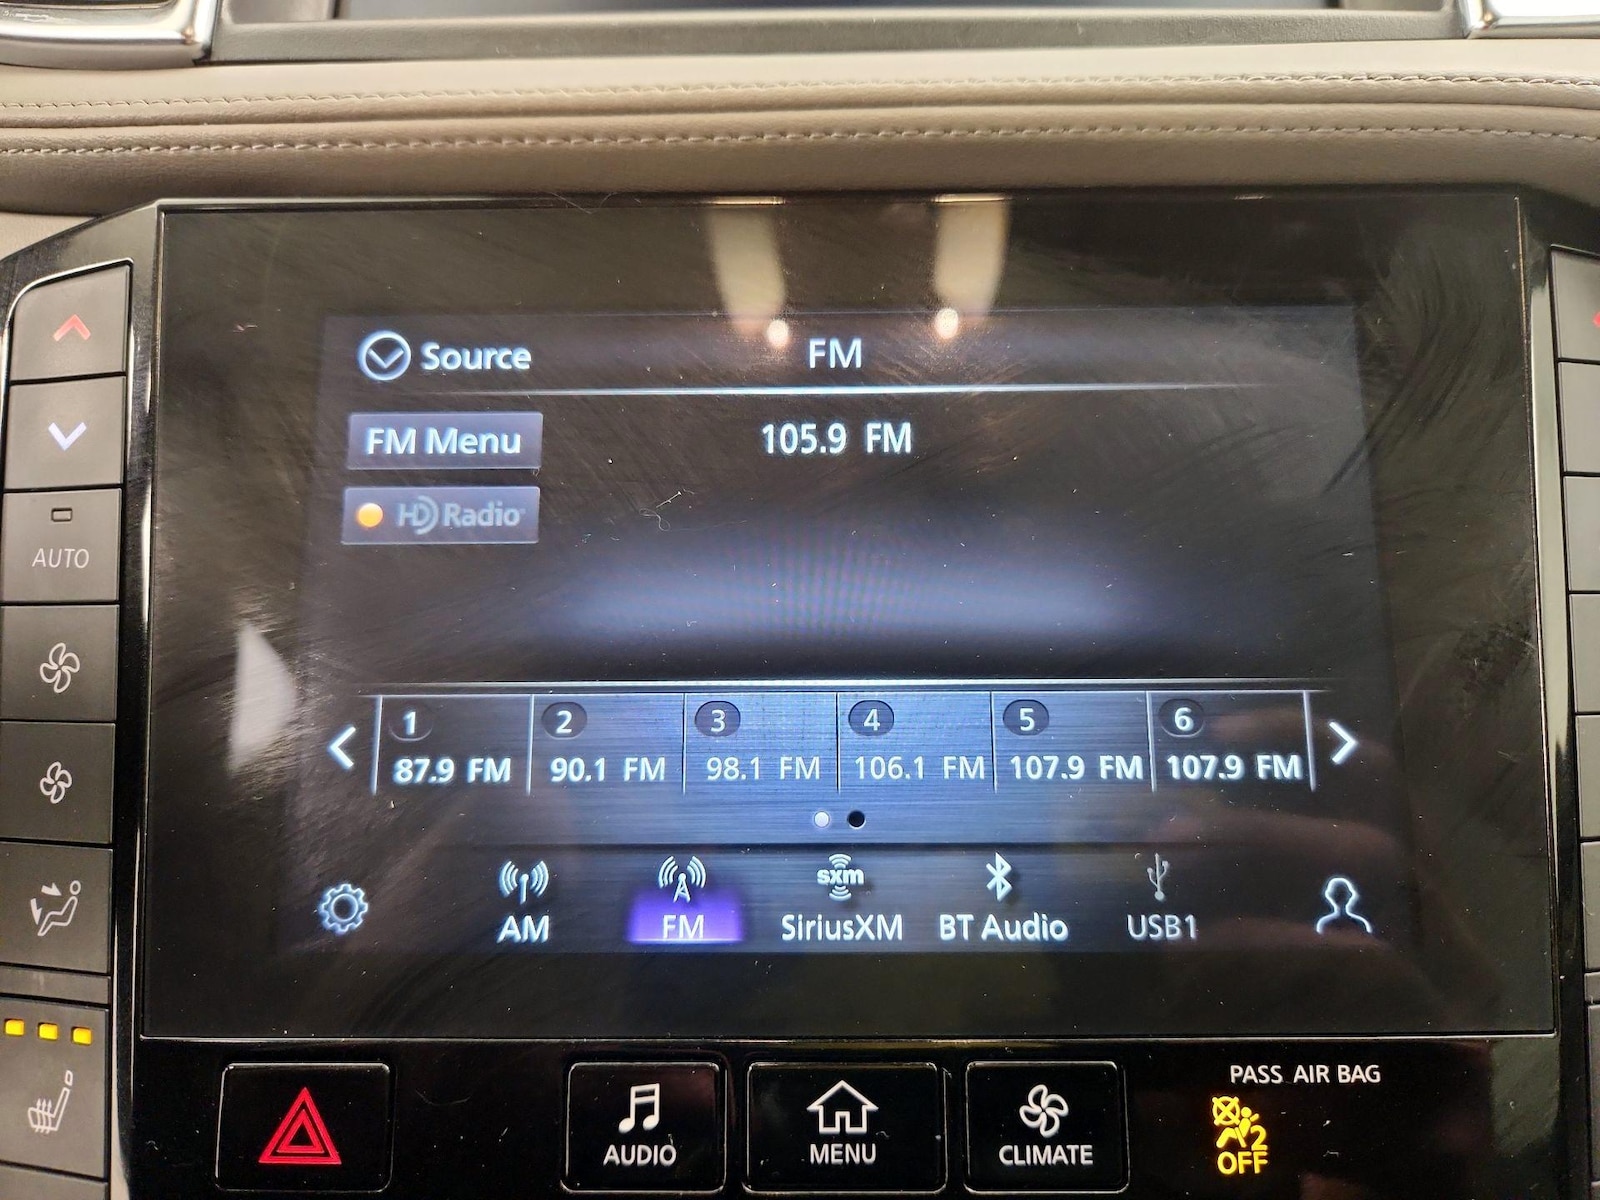 Source
FM
FM Menu
105.9 FM
HD Radio
AUTO
1 2 3 4 5 6
87.9 FM 90.1 FM 98.1 FM 106.1 FM 107.9 FM 107.9 FM
sxm
AM FM SiriusXM BT Audio USB1
PASS AIR BAG
AUDIO MENU CLIMATE
2
OFF